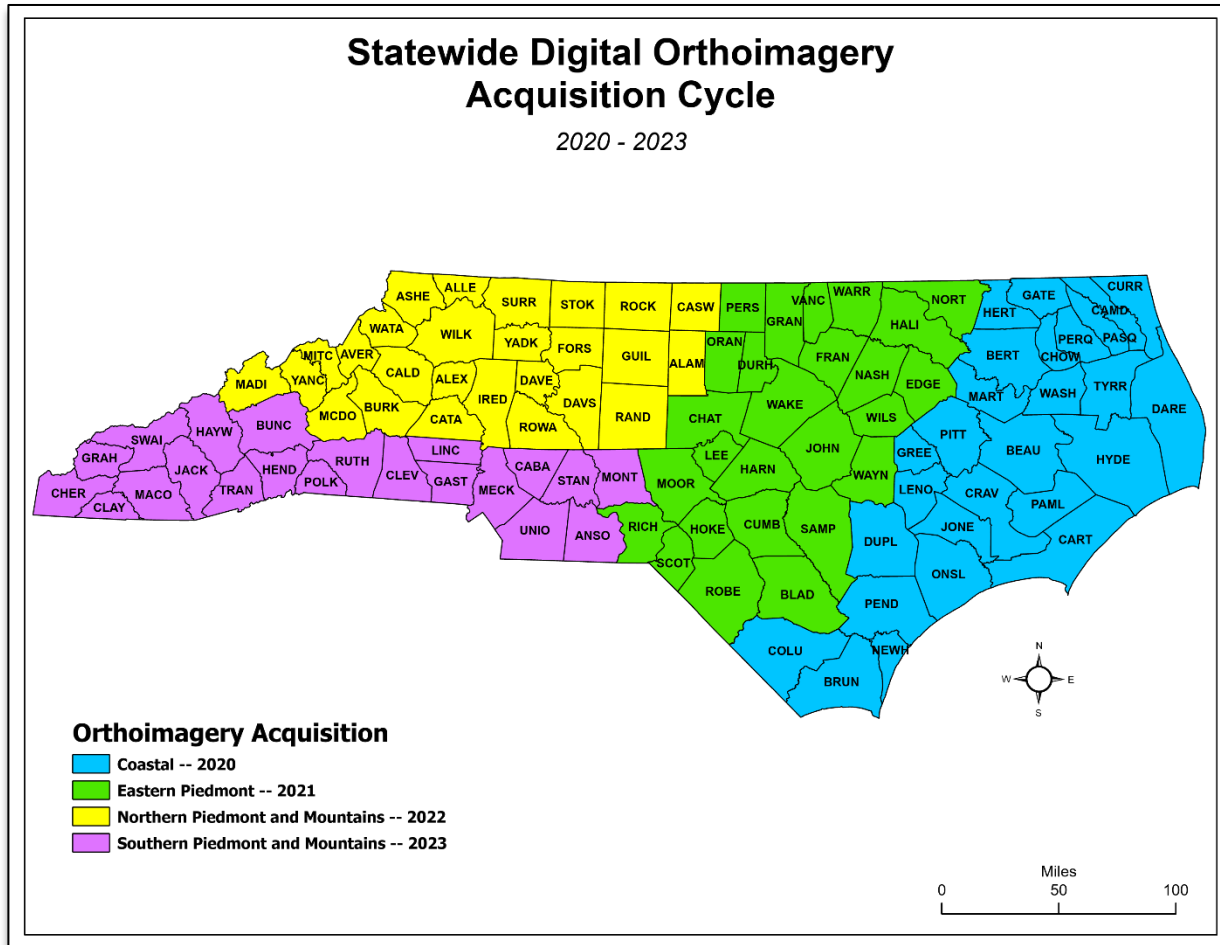 Statewide Digital Orthoimagery
Acquisition Cycle
2020 - 2023
ASHE
ALLE
SURR
STOK
ROCK
CASW
PERS
VANC
WARR
NORT
GATE
CURR
HERT
CAMD
GRAN
HALI
WATA
WILK
YADK
FORS
GUIL
ALAM
ORAN
DURH
FRAN
NASH
EDGE
BERT
CHOW
PERQ
PASQ
MITC
AVER
YANC
MADI
CALD
ALEX
IRED
DAVE
DAVS
RAND
CHAT
WAKE
WILS
MART
WASH
TYRR
DARE
MCDO
BURK
CATA
ROWA
SWAI
HAYW
BUNC
LINC
CABA
STAN
MONT
MOOR
LEE
HARN
JOHN
WAYN
GREE
PITT
BEAU
HYDE
GRAH
JACK
HEND
RUTH
POLK
CLEV
GAST
MECK
CHER
CLAY
MACO
TRAN
LENO
CRAV
PAML
UNIO
ANSO
RICH
HOKE
CUMB
SAMP
DUPL
JONE
CART
SCOT
ROBE
BLAD
PEND
ONSL
COLU
BRUN
NEWH
N
W
E
S
Orthoimagery Acquisition
Coastal -- 2020
Eastern Piedmont -- 2021
Northern Piedmont and Mountains -- 2022
Southern Piedmont and Mountains -- 2023
Miles
0 50 100